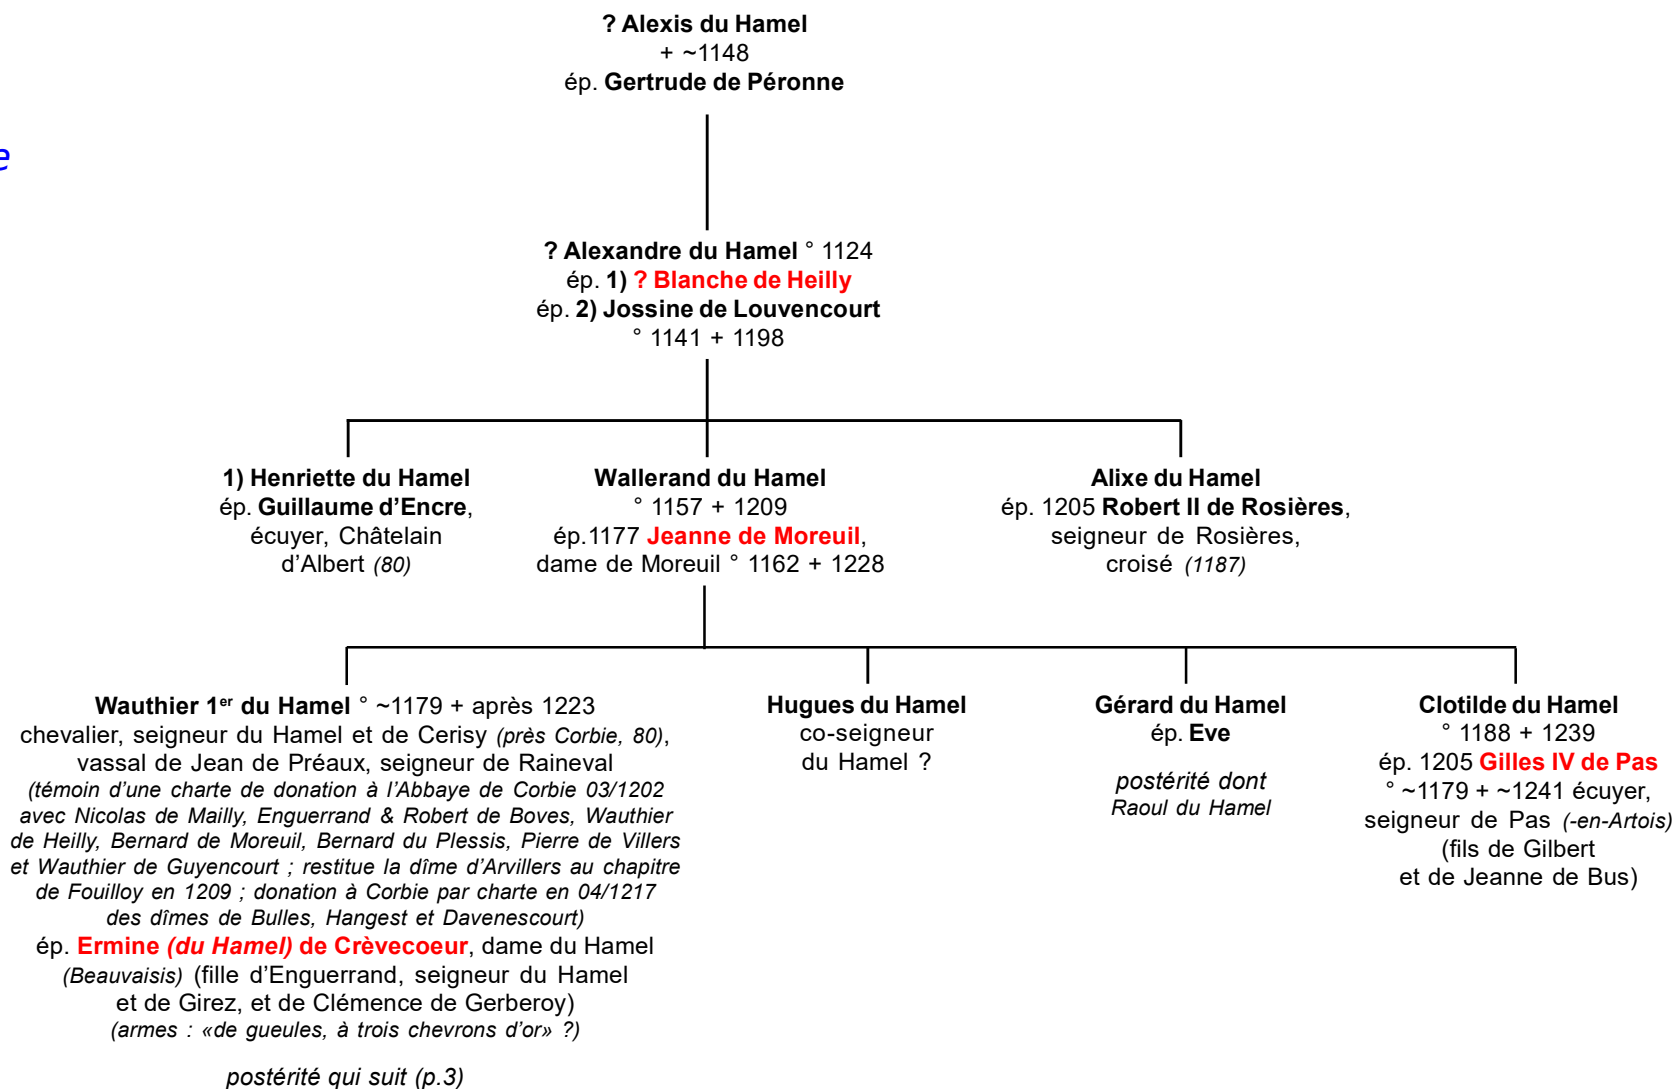 ? Alexis du Hamel
+ ~1148
ép. Gertrude de Péronne
e
? Alexandre du Hamel ° 1124
ép. 1) ? Blanche de Heilly
ép. 2) Jossine de Louvencourt
° 1141 + 1198
1) Henriette du Hamel
ép. Guillaume d’Encre,
écuyer, Châtelain
d’Albert (80)
Wallerand du Hamel
° 1157 + 1209
ép.1177 Jeanne de Moreuil,
dame de Moreuil ° 1162 + 1228
Alixe du Hamel
ép. 1205 Robert II de Rosières,
seigneur de Rosières,
croisé (1187)
Wauthier 1er du Hamel ° ~1179 + après 1223
chevalier, seigneur du Hamel et de Cerisy (près Corbie, 80),
vassal de Jean de Préaux, seigneur de Raineval
(témoin d’une charte de donation à l’Abbaye de Corbie 03/1202
avec Nicolas de Mailly, Enguerrand & Robert de Boves, Wauthier
de Heilly, Bernard de Moreuil, Bernard du Plessis, Pierre de Villers
et Wauthier de Guyencourt ; restitue la dîme d’Arvillers au chapitre
de Fouilloy en 1209 ; donation à Corbie par charte en 04/1217
des dîmes de Bulles, Hangest et Davenescourt)
ép. Ermine (du Hamel) de Crèvecoeur, dame du Hamel
(Beauvaisis) (fille d’Enguerrand, seigneur du Hamel
et de Girez, et de Clémence de Gerberoy)
(armes : «de gueules, à trois chevrons d’or» ?)
postérité qui suit (p.3)
Hugues du Hamel
co-seigneur
du Hamel ?
Gérard du Hamel
ép. Eve
postérité dont
Raoul du Hamel
Clotilde du Hamel
° 1188 + 1239
ép. 1205 Gilles IV de Pas
° ~1179 + ~1241 écuyer,
seigneur de Pas (-en-Artois)
(fils de Gilbert
et de Jeanne de Bus)